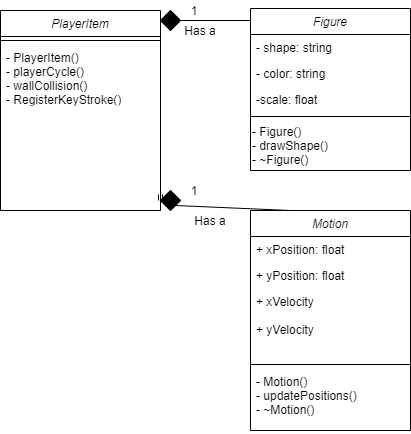 PlayerItem
- PlayerItem()
- playerCycle()
- wallCollision()
- RegisterKeyStroke()
1
Has a
Figure
- shape: string
- color: string
-scale: float
- Figure()
- drawShape()
- ~Figure()
1
Has a
Motion
+ xPosition: float
+ yPosition: float
+ xVelocity
+ yVelocity
- Motion()
- updatePositions()
- ~Motion()